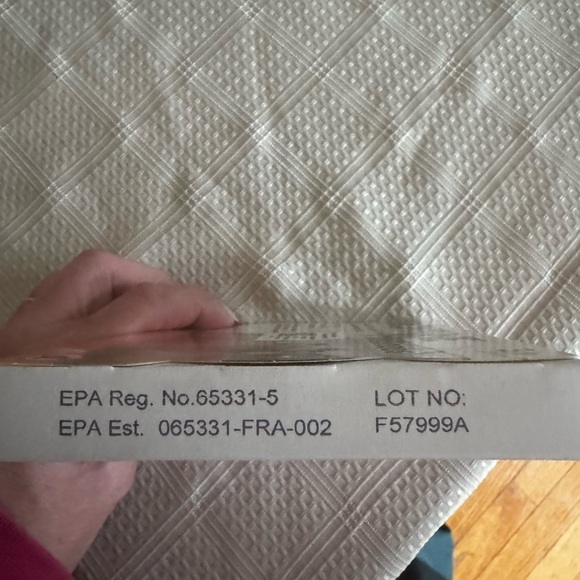 EPA Reg. No.65331-5
EPA Est. 065331-FRA-002
LOT NO:
F57999A